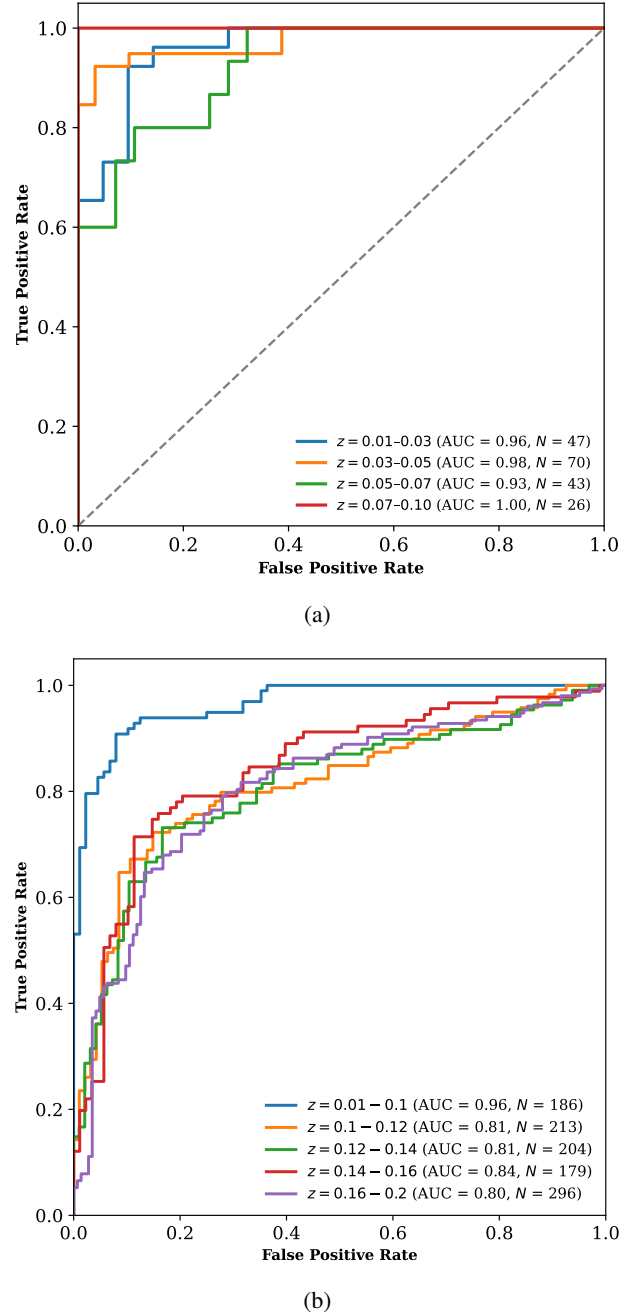 1.0
0.8
0.6
0.4
0.2
0.0
0.0 0.2 0.4 0.6 0.8 1.0
True Positive Rate
False Positive Rate
z = 0.01–0.03 (AUC = 0.96, N = 47)
z = 0.03–0.05 (AUC = 0.98, N = 70)
z = 0.05–0.07 (AUC = 0.93, N = 43)
z = 0.07–0.10 (AUC = 1.00, N = 26)
(a)
1.0
0.8
0.6
0.4
0.2
0.0
0.0 0.2 0.4 0.6 0.8 1.0
True Positive Rate
False Positive Rate
z = 0.01 − 0.1 (AUC = 0.96, N = 186)
z = 0.1 − 0.12 (AUC = 0.81, N = 213)
z = 0.12 − 0.14 (AUC = 0.81, N = 204)
z = 0.14 − 0.16 (AUC = 0.84, N = 179)
z = 0.16 − 0.2 (AUC = 0.80, N = 296)
(b)